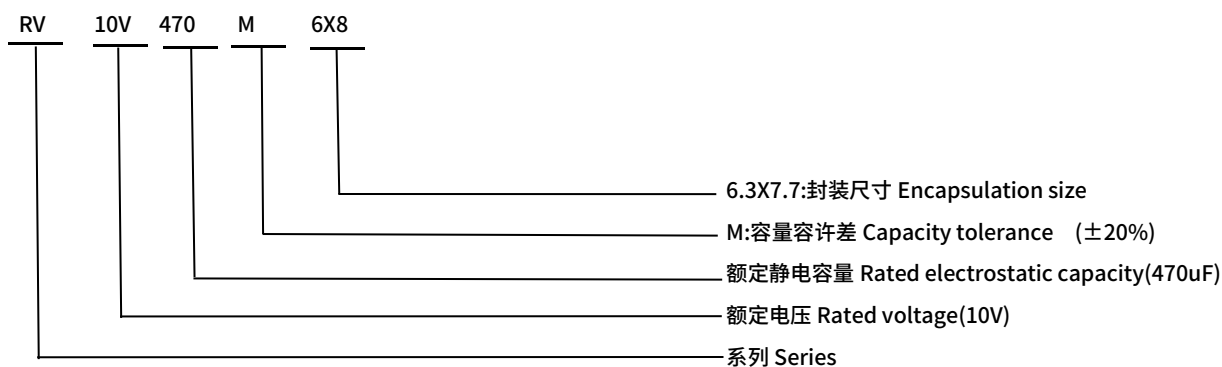 RV 10V 470 M 6X8
6.3X7.7:封装尺寸 Encapsulation size
M:容量容许差 Capacity tolerance (±20%)
额定静电容量 Rated electrostatic capacity(470uF)
额定电压 Rated voltage(10V)
系列 Series